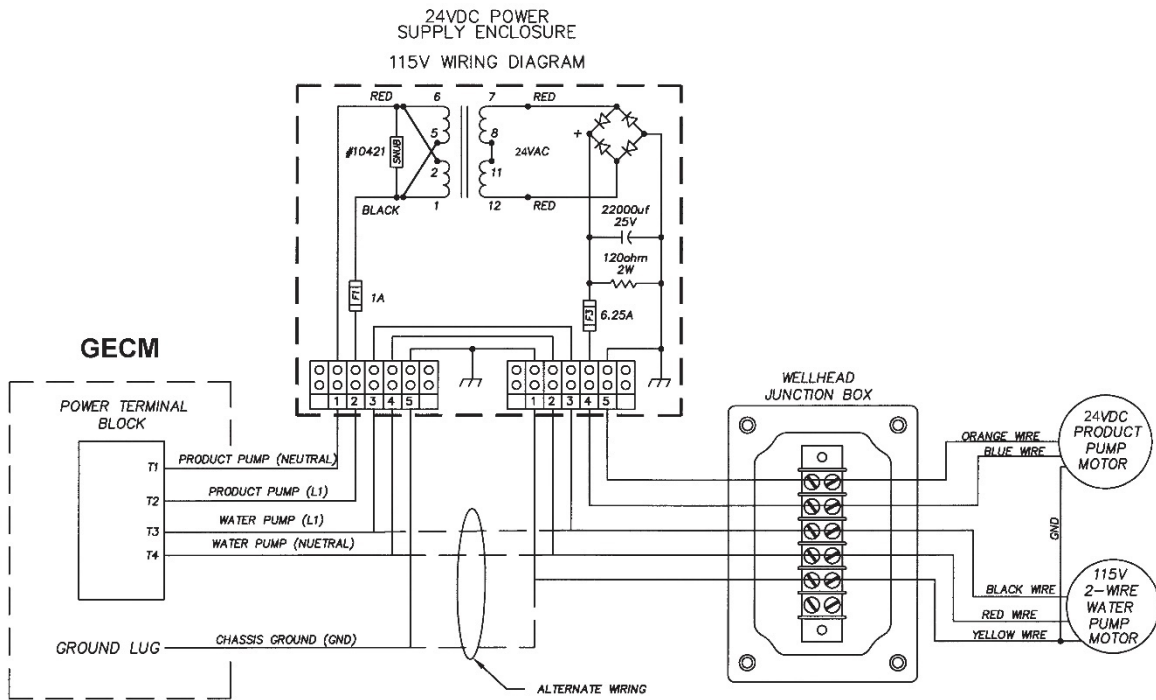 24VDC POWER
SUPPLY ENCLOSURE
115V WIRING DIAGRAM
RED
6
7
RED
5
8
+
#10421
SNUB
24VAC
2
11
BLACK
1
12
RED
22000uf
25V
120ohm
2W
F1
1A
F3
6.25A
GECM
1 2 3 4 5
1 2 3 4 5
WELLHEAD
JUNCTION BOX
POWER TERMINAL
BLOCK
24VDC
PRODUCT
PUMP
MOTOR
ORANGE WIRE
BLUE WIRE
T1
PRODUCT PUMP (NEUTRAL)
T2
PRODUCT PUMP (L1)
T3
WATER PUMP (L1)
T4
WATER PUMP (NUETRAL)
GND
115V
2-WIRE
WATER
PUMP
MOTOR
BLACK WIRE
RED WIRE
YELLOW WIRE
GROUND LUG
CHASSIS GROUND (GND)
ALTERNATE WIRING